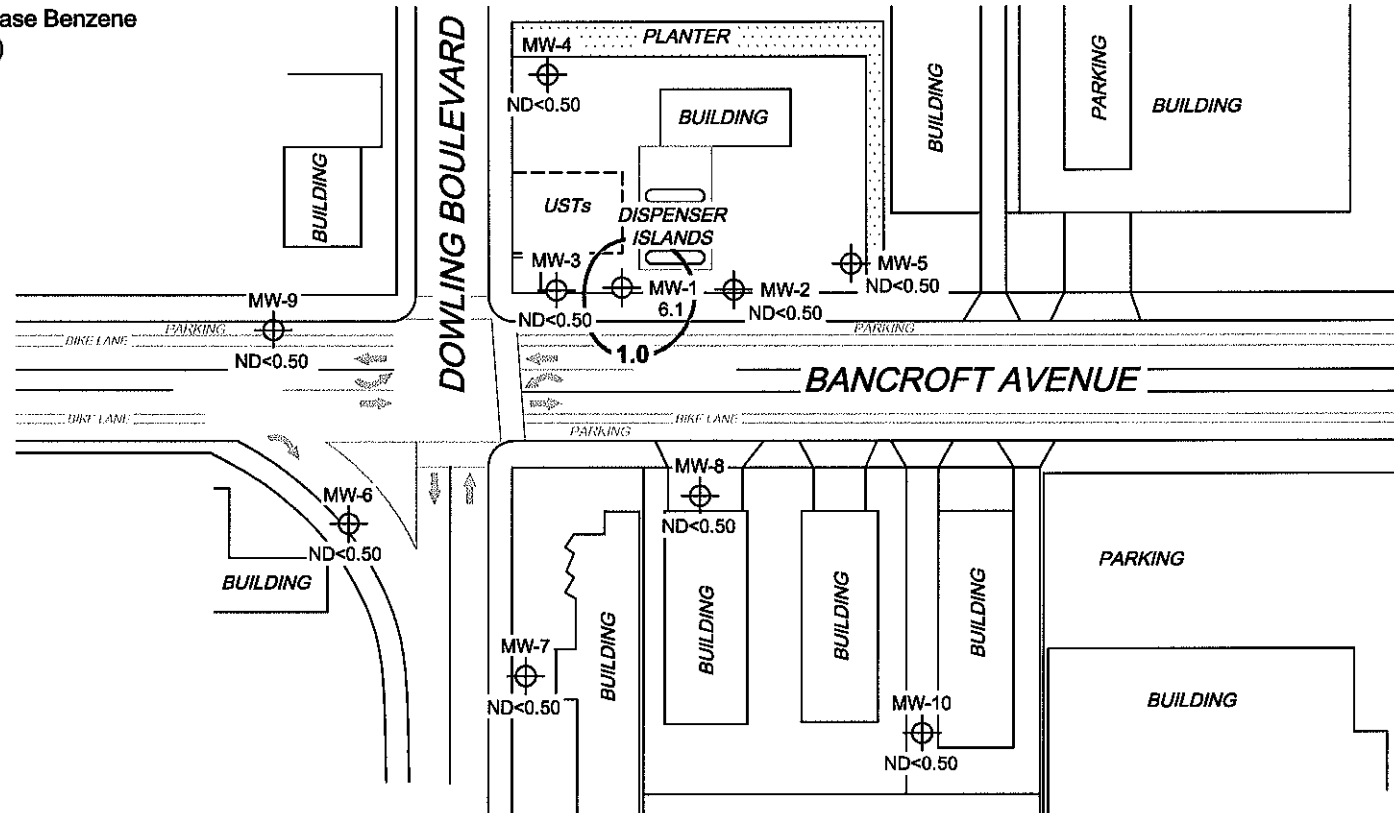 ase Benzene
)
MW-4
ND<0.50
PLANTER
BUILDING
DOWLING BOULEVARD
BUILDING
USTs
DISPENSER
ISLANDS
MW-3
ND<0.50
MW-1
6.1
1.0
MW-2
ND<0.50
MW-5
ND<0.50
BUILDING
PARKING
BUILDING
MW-9
ND<0.50
PARKING
BIKE LANE
BIKE LANE
PARKING
BANCROFT AVENUE
BIKE LANE
PARKING
MW-6
ND<0.50
BUILDING
MW-8
ND<0.50
MW-7
ND<0.50
BUILDING
BUILDING
BUILDING
BUILDING
MW-10
ND<0.50
PARKING
BUILDING